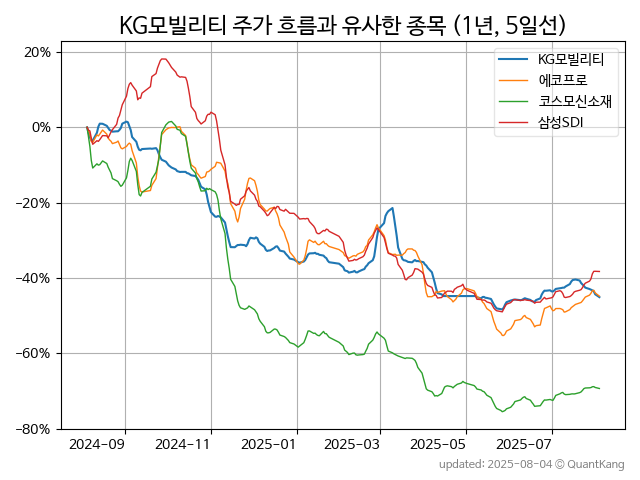 KG모빌리티 주가 흐름과 유사한 종목 (1년, 5일선)
20%
0%
−20%
−40%
−60%
−80%
KG모빌리티
에코프로
코스모신소재
삼성SDI
2024-09
2024-11
2025-01
2025-03
2025-05
2025-07
updated: 2025-08-04 © QuantKang